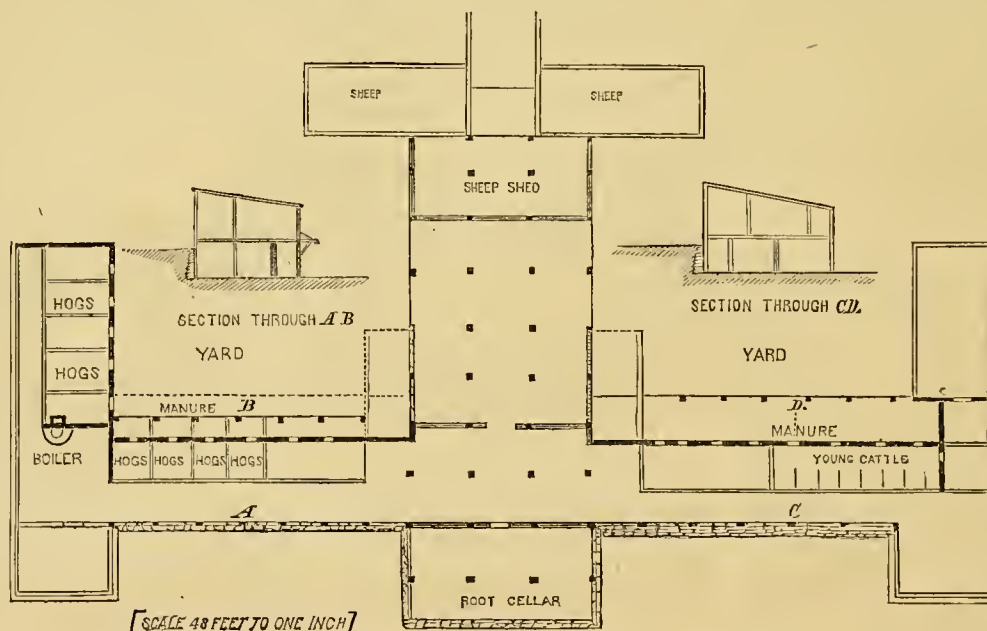 SHEEP
SHEEP
SHEEP SHED
HOGS
SECTION THROUGH A B
SECTION THROUGH C D.
HOGS
YARD
YARD
MANURE
B
D.
MANURE
BOILER
HOGS
HOGS
HOGS
HOGS
YOUNG CATTLE
A
C
ROOT CELLAR
[SCALE 48 FEET TO ONE INCH]